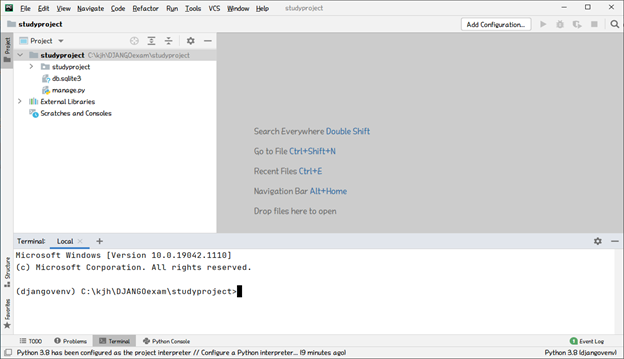 File Edit View Navigate Code Refactor Run Tools VCS Window Help studyproject
studyproject
Add Configuration...
Project
Project
studyproject C:\kjh\DJANGOexam\studyproject
studyproject
db.sqlite3
manage.py
External Libraries
Scratches and Consoles
Search Everywhere Double Shift
Go to File Ctrl+Shift+N
Recent Files Ctrl+E
Navigation Bar Alt+Home
Drop files here to open
Terminal: Local +
Microsoft Windows [Version 10.0.19042.1110]
(c) Microsoft Corporation. All rights reserved.
(djangovenv) C:\kjh\DJANGOexam\studyproject>
Structure
Favorites
TODO Problems Terminal Python Console Event Log
Python 3.8 has been configured as the project interpreter // Configure a Python interpreter... (9 minutes ago) Python 3.8 (djangovenv)